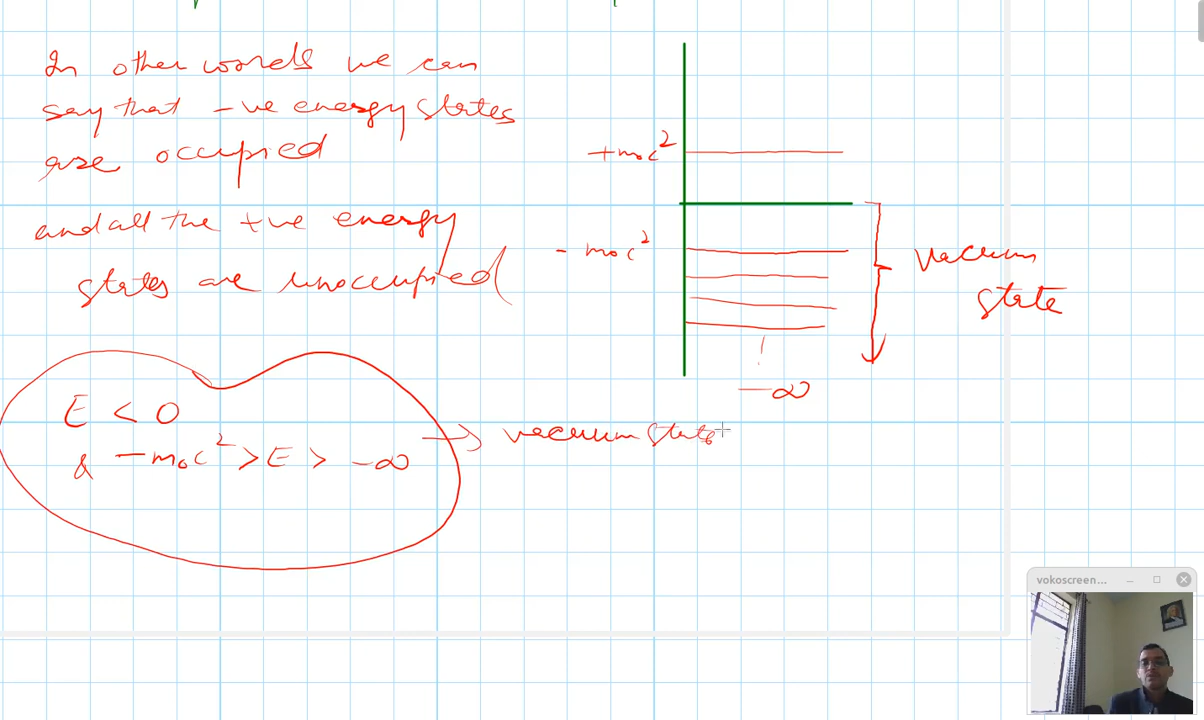 In other words we can
say that -ve energy states
are occupied
and all the +ve energy
states are unoccupied(
+m₀c²
-m₀c²
vacuum
state
-∞
E < 0
& -m₀c² > E > -∞
→ vacuum state
vokoscreen...